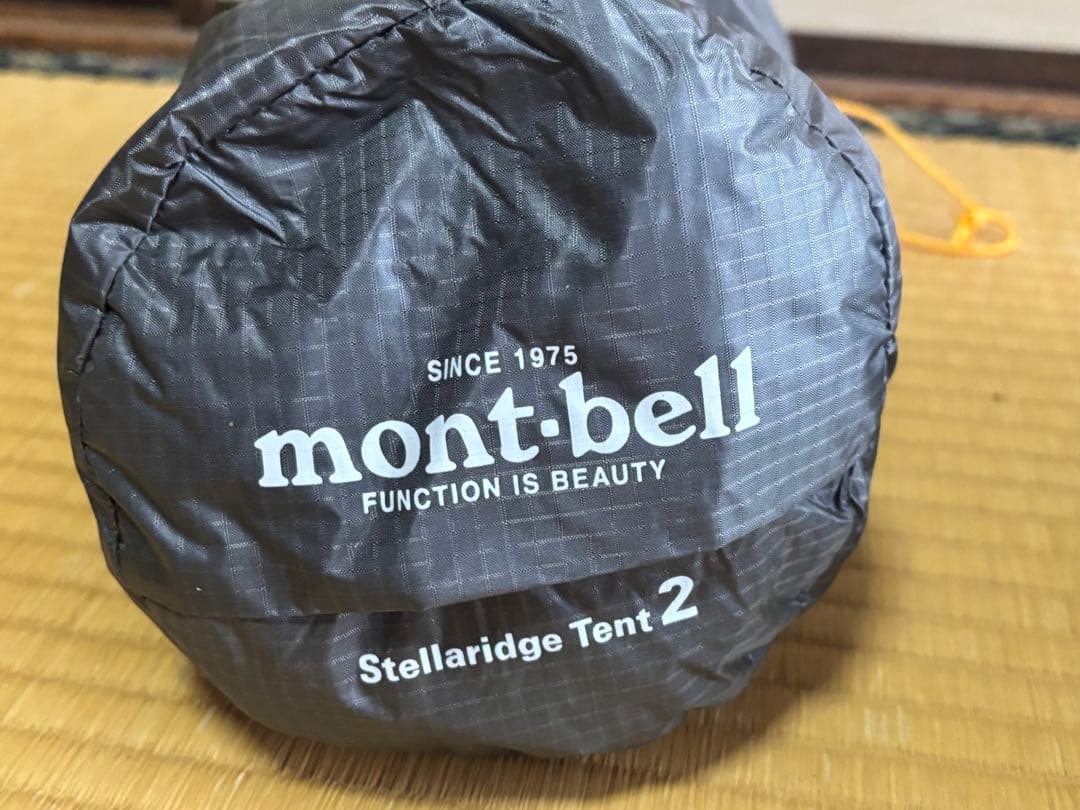 SINCE 1975
mont·bell
FUNCTION IS BEAUTY
Stellaridge Tent 2